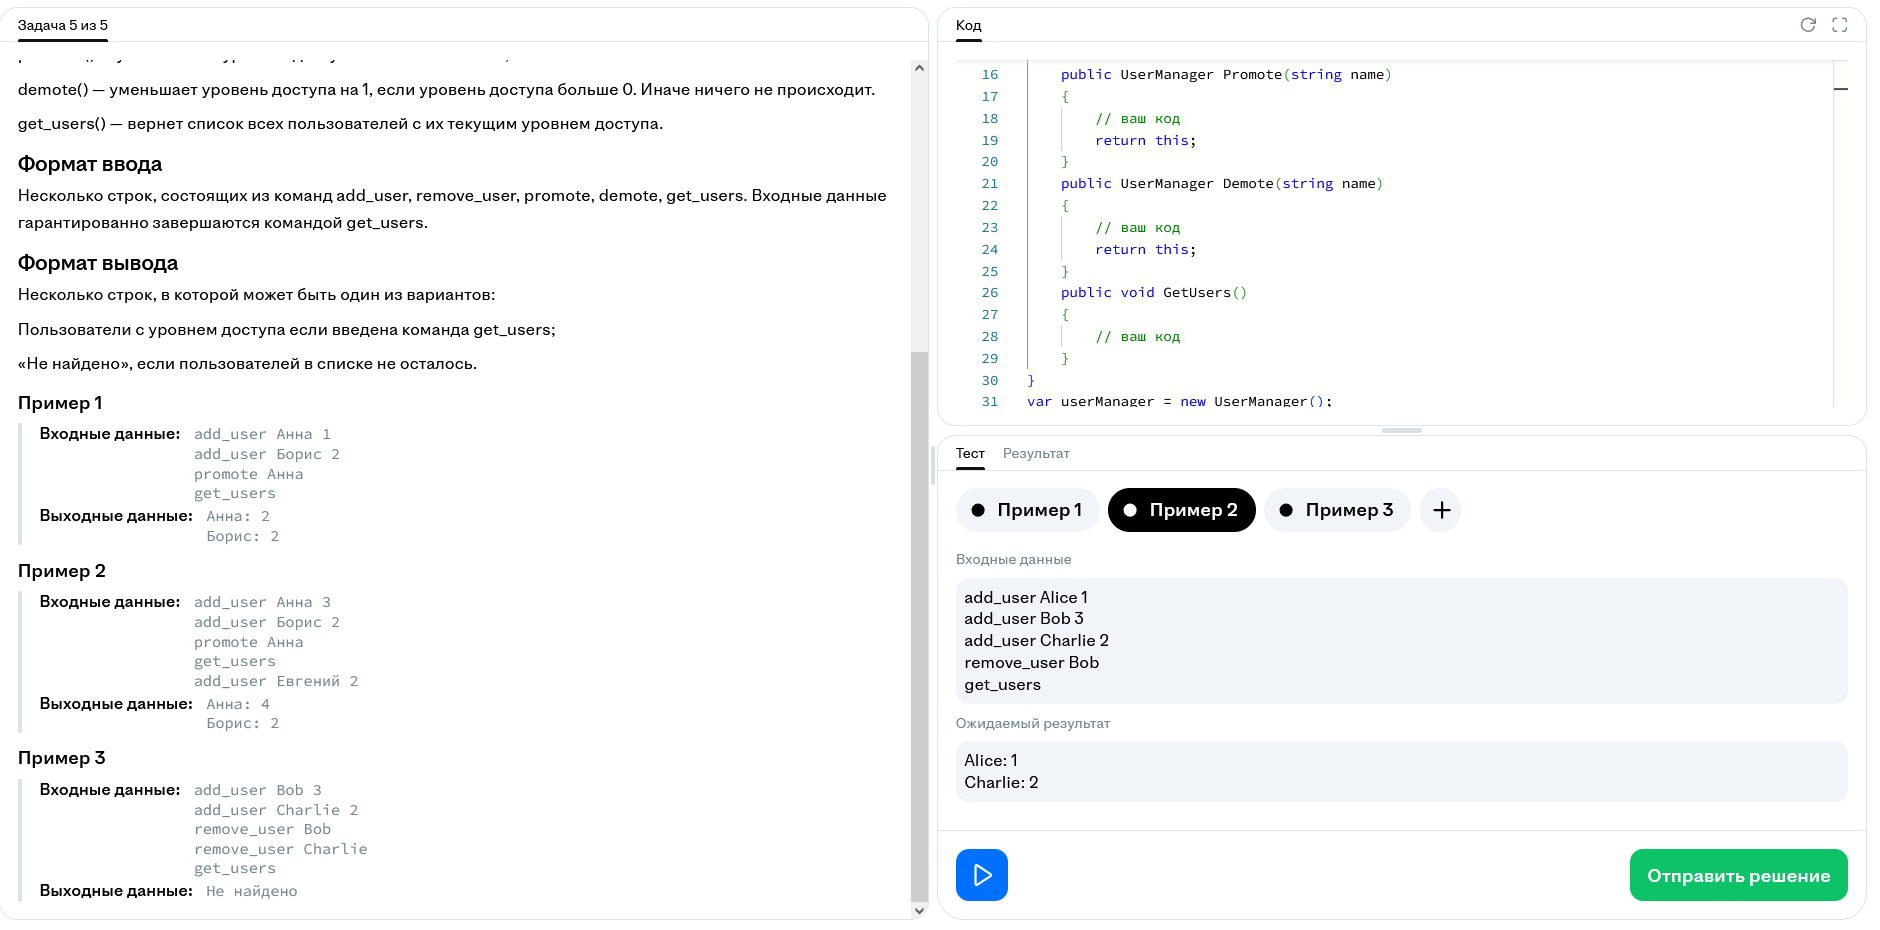 Задача 5 из 5
demote() — уменьшает уровень доступа на 1, если уровень доступа больше 0. Иначе ничего не происходит.
get_users() — вернет список всех пользователей с их текущим уровнем доступа.
Формат ввода
Несколько строк, состоящих из команд add_user, remove_user, promote, demote, get_users. Входные данные
гарантированно завершаются командой get_users.
Формат вывода
Несколько строк, в которой может быть один из вариантов:
Пользователи с уровнем доступа если введена команда get_users;
«Не найдено», если пользователей в списке не осталось.
Пример 1
Входные данные: add_user Анна 1
add_user Борис 2
promote Анна
get_users
Выходные данные: Анна: 2
Борис: 2
Пример 2
Входные данные: add_user Анна 3
add_user Борис 2
promote Анна
get_users
add_user Евгений 2
Выходные данные: Анна: 4
Борис: 2
Пример 3
Входные данные: add_user Bob 3
add_user Charlie 2
remove_user Bob
remove_user Charlie
get_users
Выходные данные: Не найдено
Код
16 public UserManager Promote(string name)
17 {
18 // ваш код
19 return this;
20 }
21 public UserManager Demote(string name)
22 {
23 // ваш код
24 return this;
25 }
26 public void GetUsers()
27 {
28 // ваш код
29 }
30 }
31 var userManager = new UserManager();
Тест Результат
Пример 1 Пример 2 Пример 3 +
Входные данные
add_user Alice 1
add_user Bob 3
add_user Charlie 2
remove_user Bob
get_users
Ожидаемый результат
Alice: 1
Charlie: 2
Отправить решение